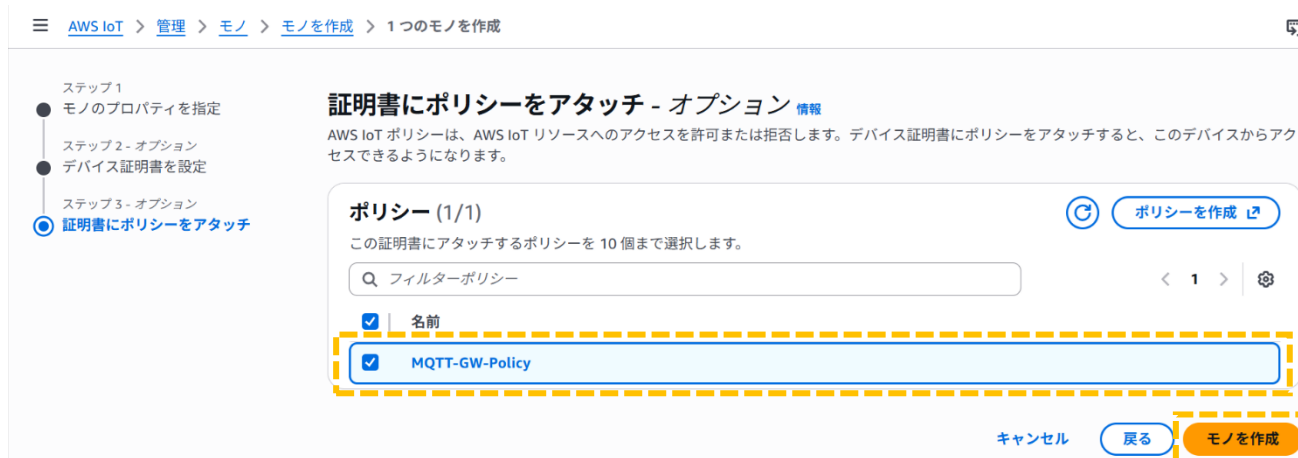 AWS IoT > 管理 > モノ > モノを作成 > 1 つのモノを作成
ステップ 1
モノのプロパティを指定
ステップ 2 - オプション
デバイス証明書を設定
ステップ 3 - オプション
証明書にポリシーをアタッチ
証明書にポリシーをアタッチ - オプション 情報
AWS IoT ポリシーは、AWS IoT リソースへのアクセスを許可または拒否します。デバイス証明書にポリシーをアタッチすると、このデバイスからアク
セスできるようになります。
ポリシー (1/1)
ポリシーを作成
この証明書にアタッチするポリシーを 10 個まで選択します。
フィルターポリシー
< 1 >
名前
MQTT-GW-Policy
キャンセル
戻る
モノを作成